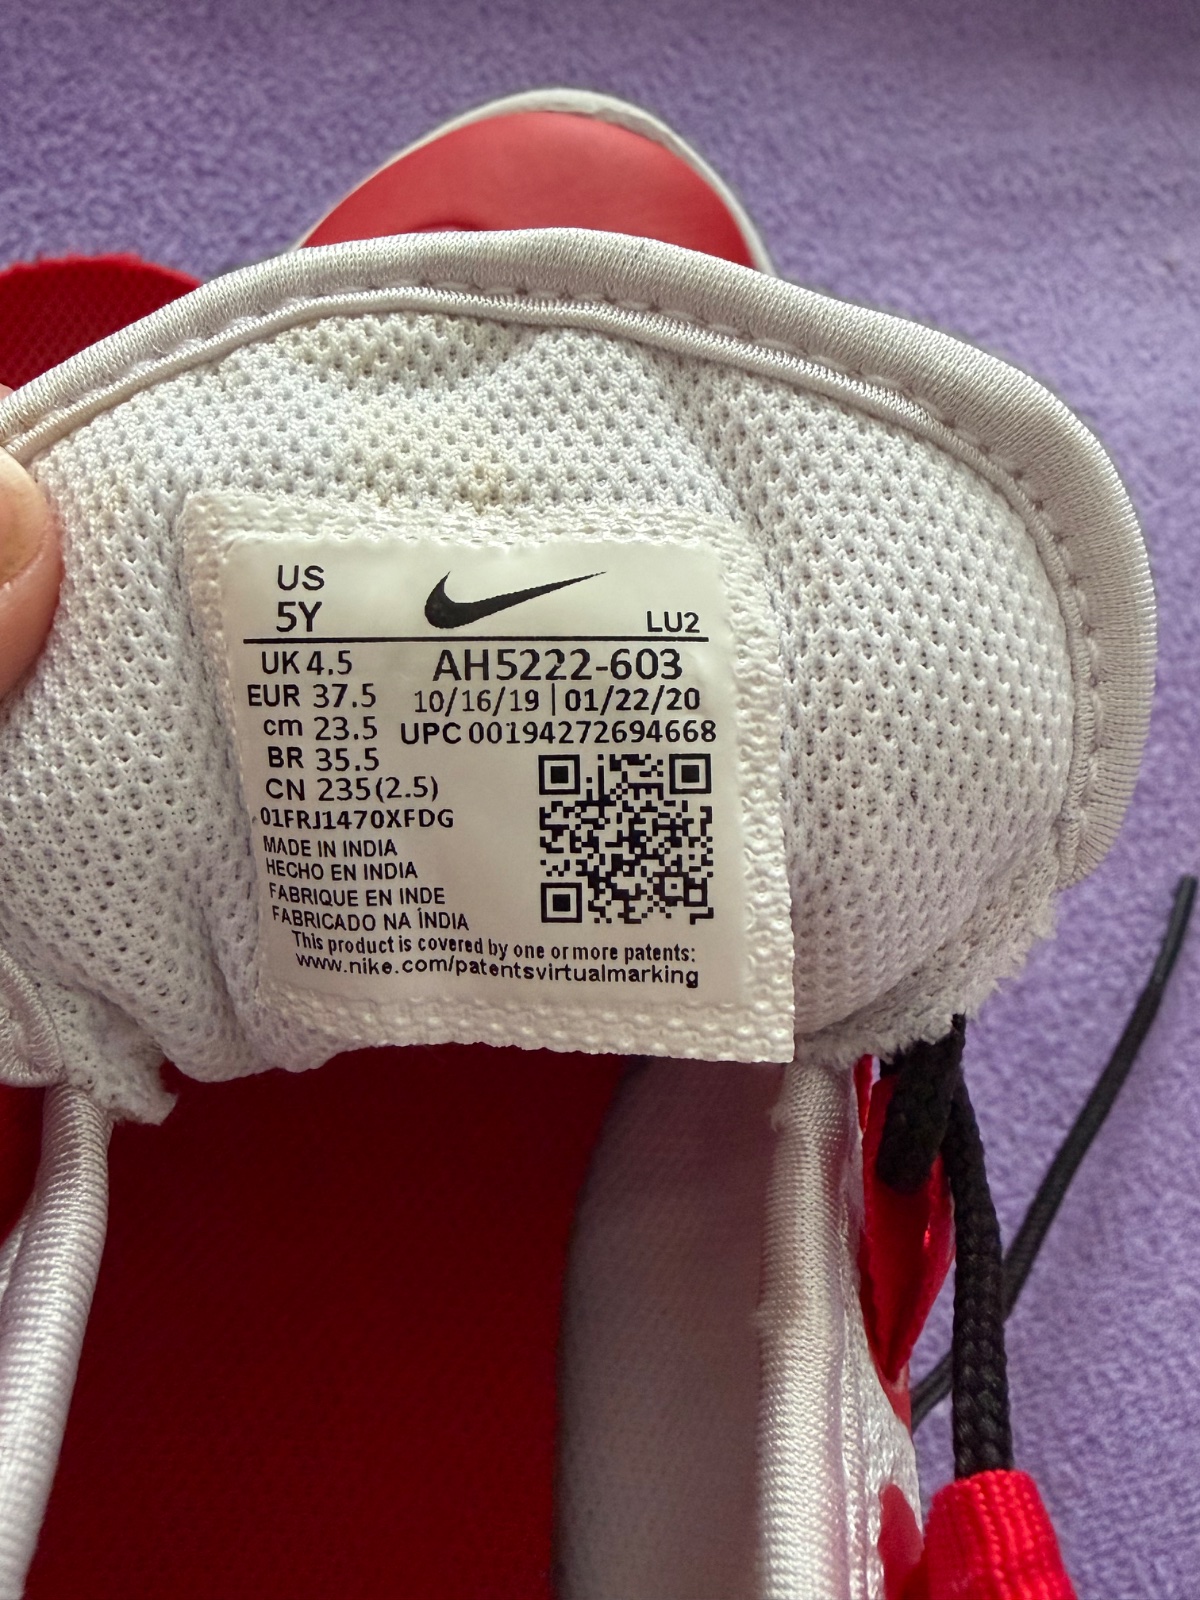 US
5Y
LU2
UK 4.5
EUR 37.5
cm 23.5
BR 35.5
CN 235(2.5)
AH5222-603
10/16/19 | 01/22/20
UPC 00194272694668
01FRJ1470XFDG
MADE IN INDIA
HECHO EN INDIA
FABRIQUE EN INDE
FABRICADO NA ÍNDIA
This product is covered by one or more patents:
www.nike.com/patentsvirtualmarking